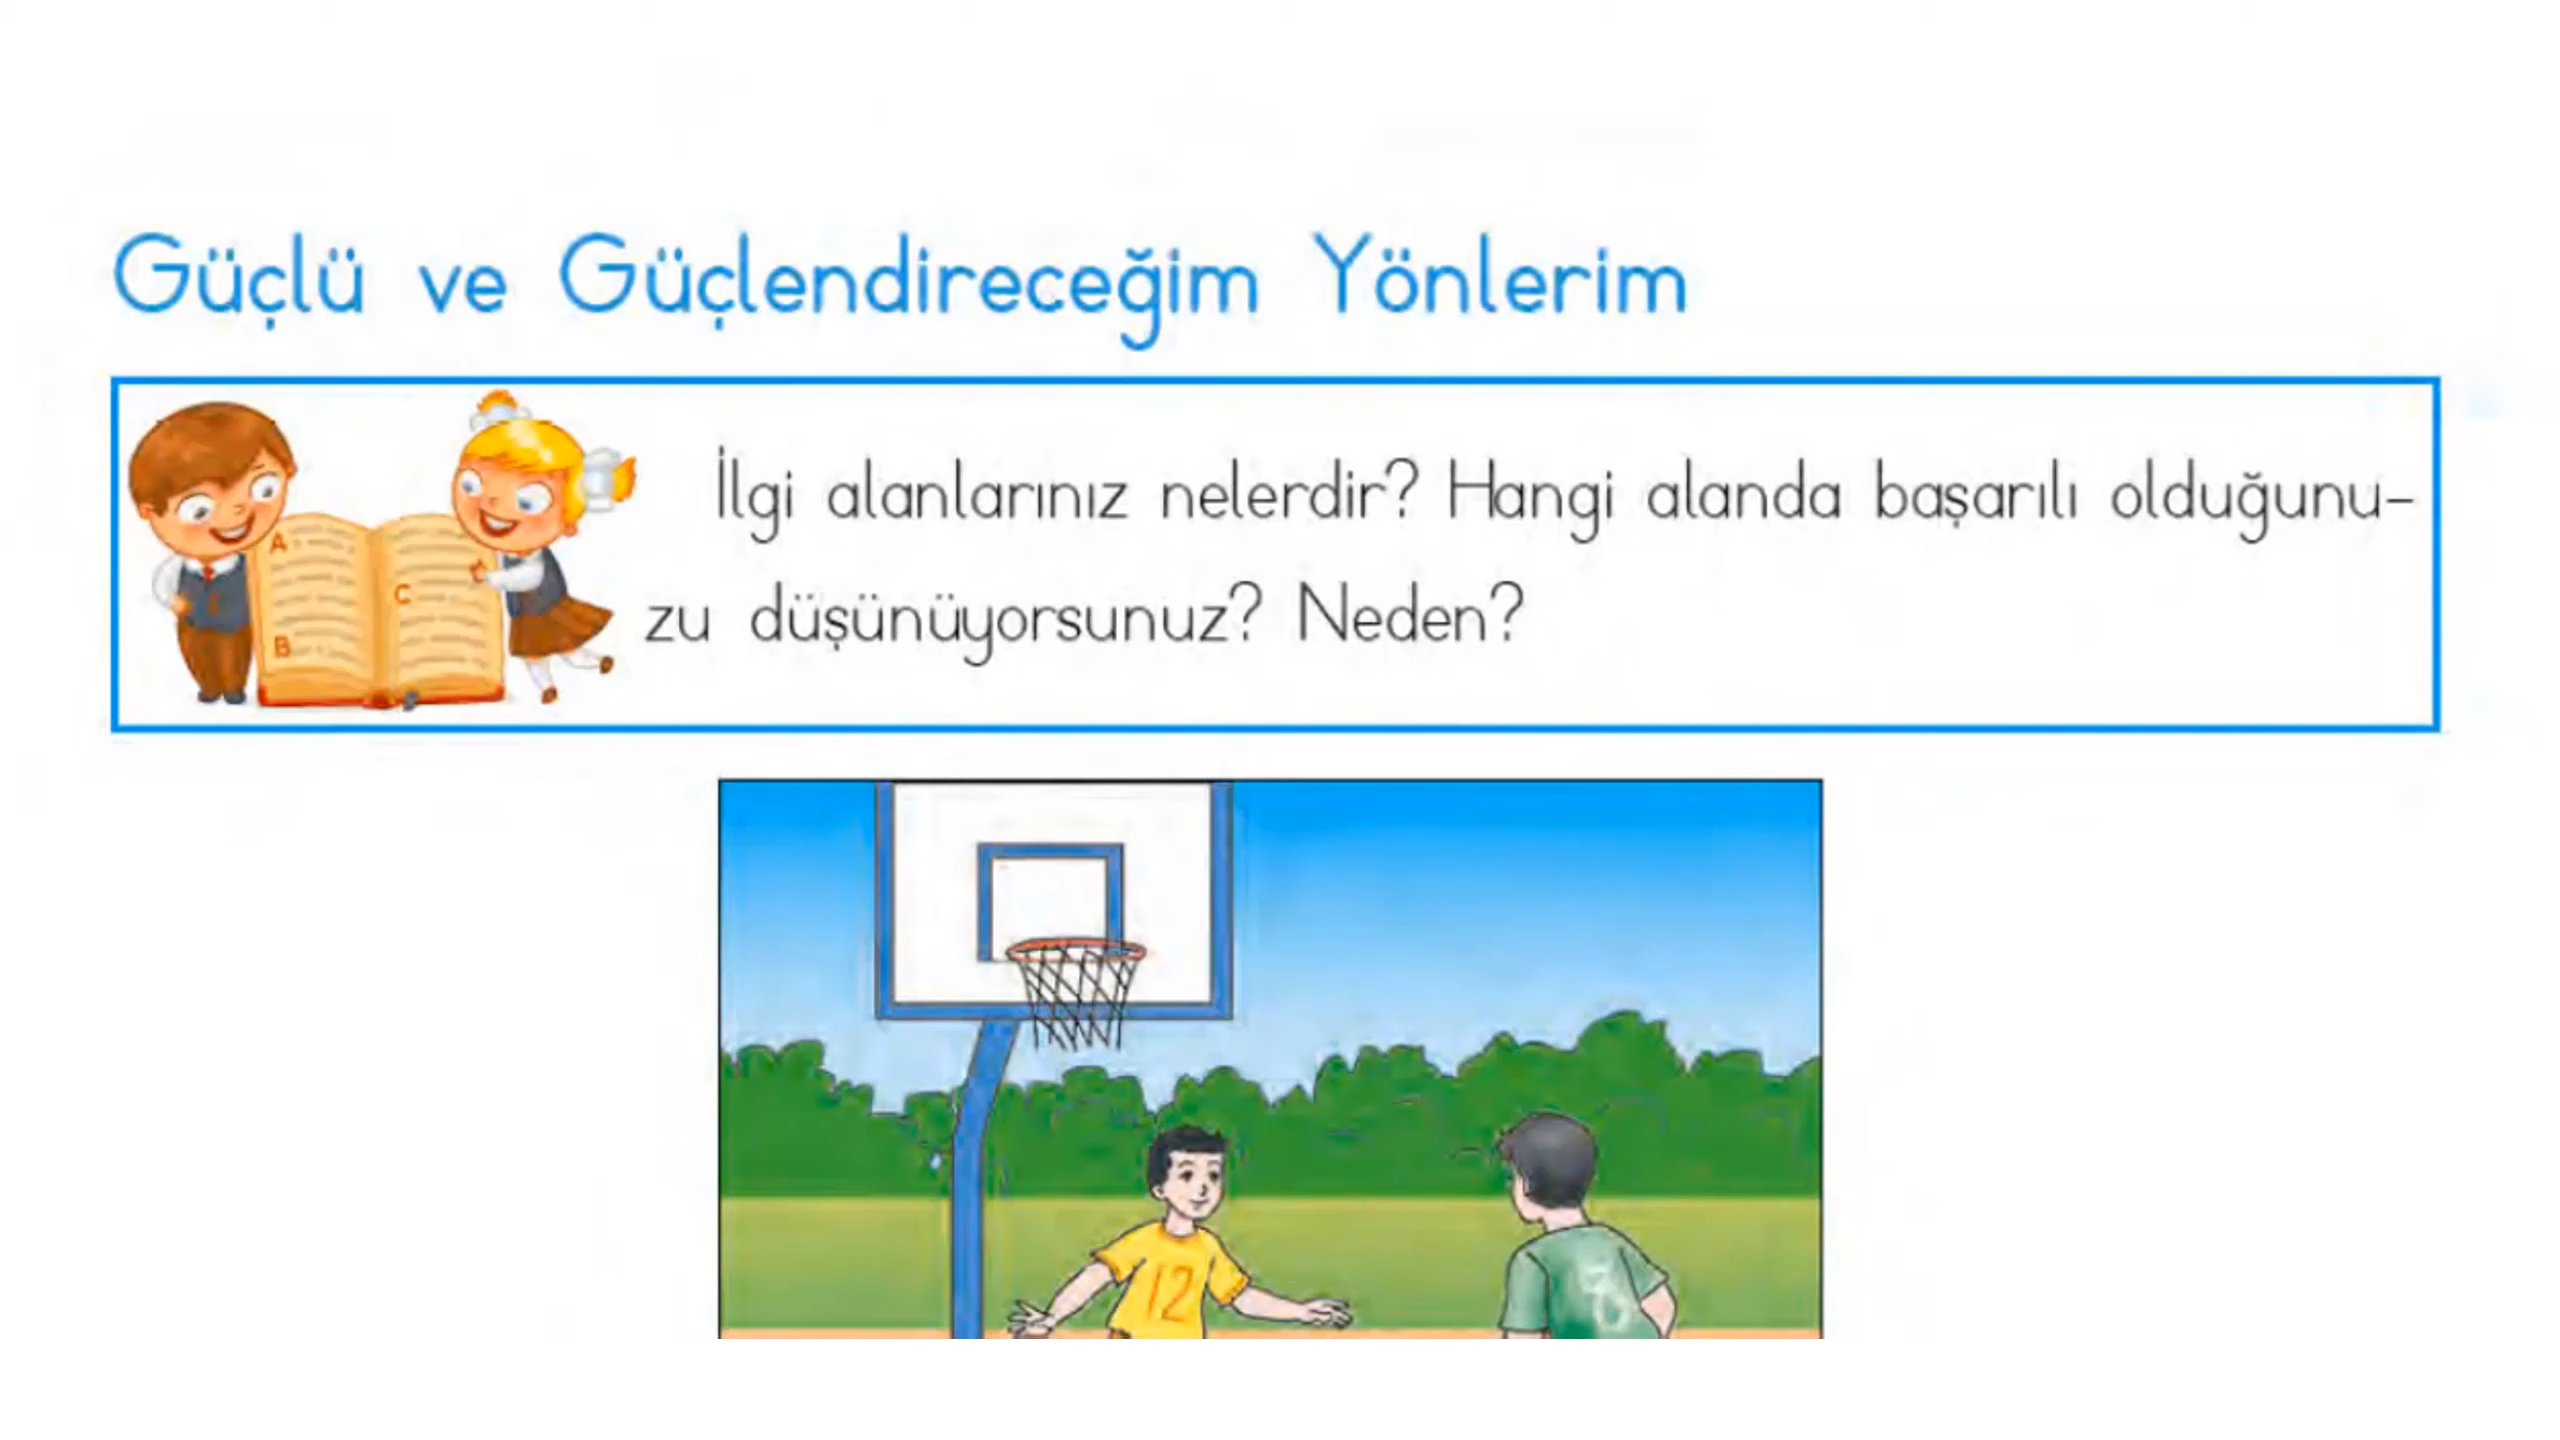 Güçlü ve Güçlendireceğim Yönlerim
İlgi alanlarınız nelerdir? Hangi alanda başarılı olduğunu-
zu düşünüyorsunuz? Neden?
A
C
B
12